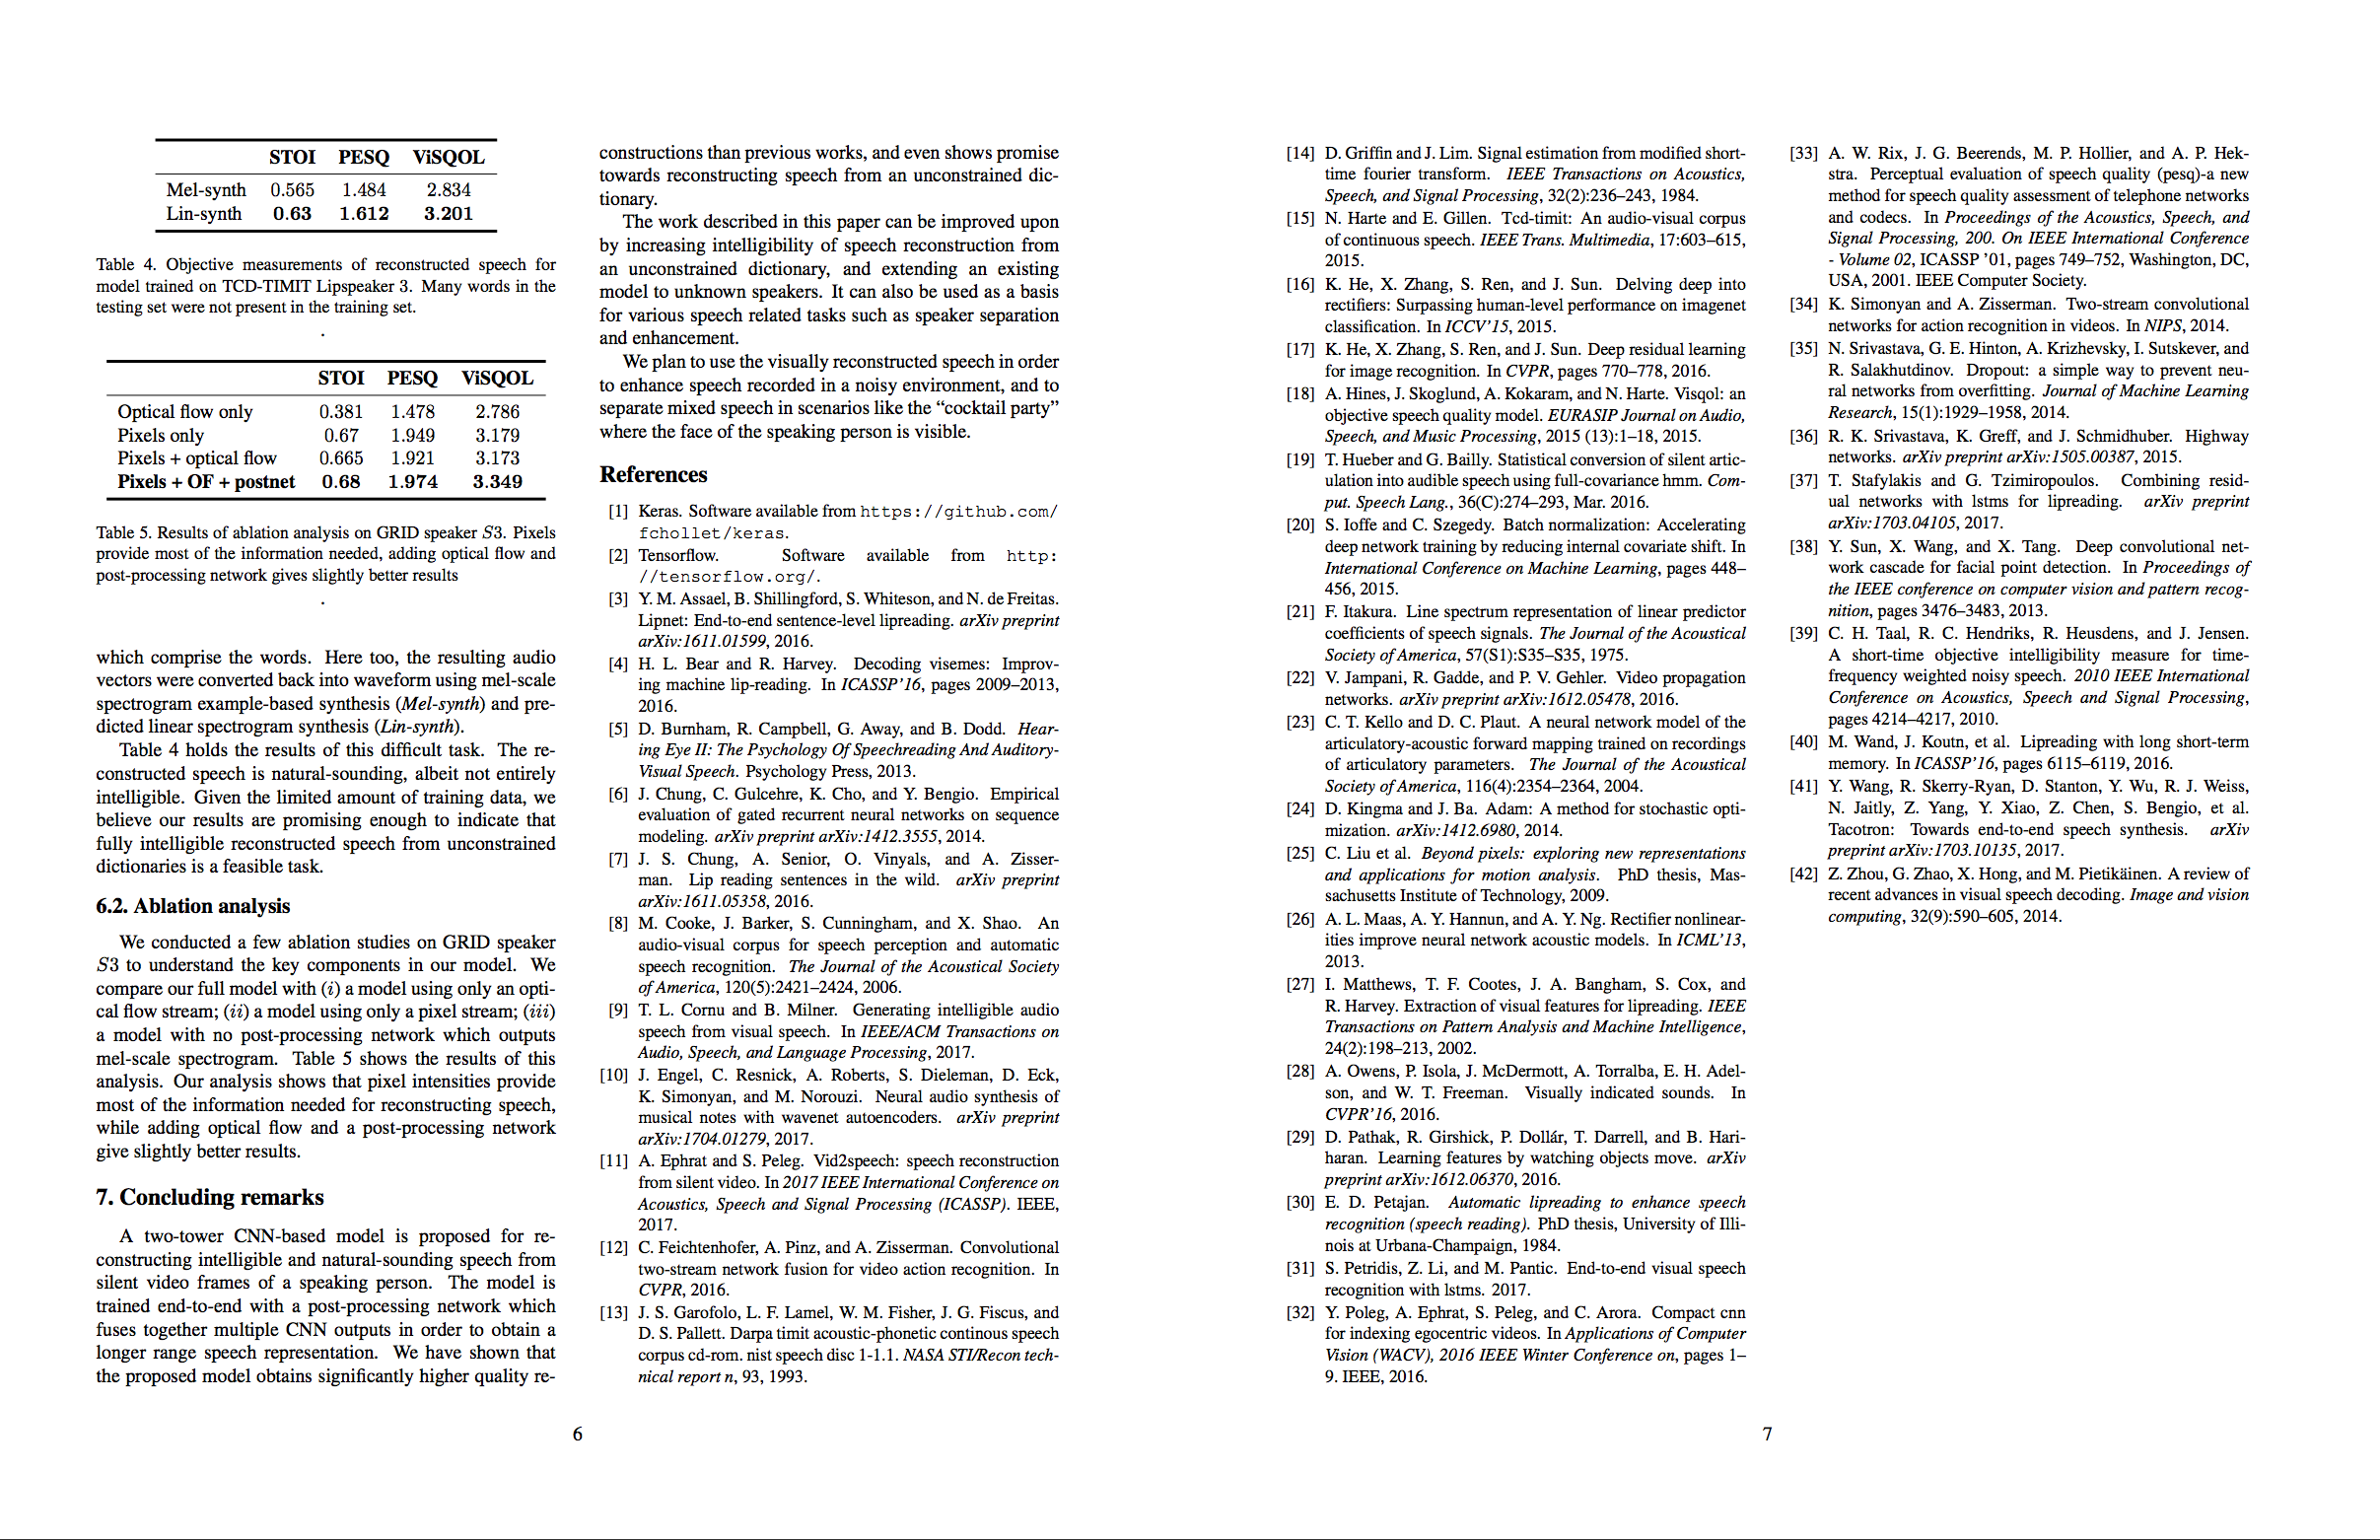 STOI PESQ ViSQOL
Mel-synth 0.565 1.484 2.834
Lin-synth 0.63 1.612 3.201
Table 4. Objective measurements of reconstructed speech for
model trained on TCD-TIMIT Lipspeaker 3. Many words in the
testing set were not present in the training set.
.
STOI PESQ ViSQOL
Optical flow only 0.381 1.478 2.786
Pixels only 0.67 1.949 3.179
Pixels + optical flow 0.665 1.921 3.173
Pixels + OF + postnet 0.68 1.974 3.349
Table 5. Results of ablation analysis on GRID speaker S3. Pixels
provide most of the information needed, adding optical flow and
post-processing network gives slightly better results
.
which comprise the words. Here too, the resulting audio
vectors were converted back into waveform using mel-scale
spectrogram example-based synthesis (Mel-synth) and pre-
dicted linear spectrogram synthesis (Lin-synth).
Table 4 holds the results of this difficult task. The re-
constructed speech is natural-sounding, albeit not entirely
intelligible. Given the limited amount of training data, we
believe our results are promising enough to indicate that
fully intelligible reconstructed speech from unconstrained
dictionaries is a feasible task.
6.2. Ablation analysis
We conducted a few ablation studies on GRID speaker
S3 to understand the key components in our model. We
compare our full model with (i) a model using only an opti-
cal flow stream; (ii) a model using only a pixel stream; (iii)
a model with no post-processing network which outputs
mel-scale spectrogram. Table 5 shows the results of this
analysis. Our analysis shows that pixel intensities provide
most of the information needed for reconstructing speech,
while adding optical flow and a post-processing network
give slightly better results.
7. Concluding remarks
A two-tower CNN-based model is proposed for re-
constructing intelligible and natural-sounding speech from
silent video frames of a speaking person. The model is
trained end-to-end with a post-processing network which
fuses together multiple CNN outputs in order to obtain a
longer range speech representation. We have shown that
the proposed model obtains significantly higher quality re-
constructions than previous works, and even shows promise
towards reconstructing speech from an unconstrained dic-
tionary.
The work described in this paper can be improved upon
by increasing intelligibility of speech reconstruction from
an unconstrained dictionary, and extending an existing
model to unknown speakers. It can also be used as a basis
for various speech related tasks such as speaker separation
and enhancement.
We plan to use the visually reconstructed speech in order
to enhance speech recorded in a noisy environment, and to
separate mixed speech in scenarios like the “cocktail party”
where the face of the speaking person is visible.
References
[1] Keras. Software available from https://github.com/
fchollet/keras.
[2] Tensorflow. Software available from http:
//tensorflow.org/.
[3] Y. M. Assael, B. Shillingford, S. Whiteson, and N. de Freitas.
Lipnet: End-to-end sentence-level lipreading. arXiv preprint
arXiv:1611.01599, 2016.
[4] H. L. Bear and R. Harvey. Decoding visemes: Improv-
ing machine lip-reading. In ICASSP’16, pages 2009–2013,
2016.
[5] D. Burnham, R. Campbell, G. Away, and B. Dodd. Hear-
ing Eye II: The Psychology Of Speechreading And Auditory-
Visual Speech. Psychology Press, 2013.
[6] J. Chung, C. Gulcehre, K. Cho, and Y. Bengio. Empirical
evaluation of gated recurrent neural networks on sequence
modeling. arXiv preprint arXiv:1412.3555, 2014.
[7] J. S. Chung, A. Senior, O. Vinyals, and A. Zisser-
man. Lip reading sentences in the wild. arXiv preprint
arXiv:1611.05358, 2016.
[8] M. Cooke, J. Barker, S. Cunningham, and X. Shao. An
audio-visual corpus for speech perception and automatic
speech recognition. The Journal of the Acoustical Society
of America, 120(5):2421–2424, 2006.
[9] T. L. Cornu and B. Milner. Generating intelligible audio
speech from visual speech. In IEEE/ACM Transactions on
Audio, Speech, and Language Processing, 2017.
[10] J. Engel, C. Resnick, A. Roberts, S. Dieleman, D. Eck,
K. Simonyan, and M. Norouzi. Neural audio synthesis of
musical notes with wavenet autoencoders. arXiv preprint
arXiv:1704.01279, 2017.
[11] A. Ephrat and S. Peleg. Vid2speech: speech reconstruction
from silent video. In 2017 IEEE International Conference on
Acoustics, Speech and Signal Processing (ICASSP). IEEE,
2017.
[12] C. Feichtenhofer, A. Pinz, and A. Zisserman. Convolutional
two-stream network fusion for video action recognition. In
CVPR, 2016.
[13] J. S. Garofolo, L. F. Lamel, W. M. Fisher, J. G. Fiscus, and
D. S. Pallett. Darpa timit acoustic-phonetic continous speech
corpus cd-rom. nist speech disc 1-1.1. NASA STI/Recon tech-
nical report n, 93, 1993.
6
[14] D. Griffin and J. Lim. Signal estimation from modified short-
time fourier transform. IEEE Transactions on Acoustics,
Speech, and Signal Processing, 32(2):236–243, 1984.
[15] N. Harte and E. Gillen. Tcd-timit: An audio-visual corpus
of continuous speech. IEEE Trans. Multimedia, 17:603–615,
2015.
[16] K. He, X. Zhang, S. Ren, and J. Sun. Delving deep into
rectifiers: Surpassing human-level performance on imagenet
classification. In ICCV’15, 2015.
[17] K. He, X. Zhang, S. Ren, and J. Sun. Deep residual learning
for image recognition. In CVPR, pages 770–778, 2016.
[18] A. Hines, J. Skoglund, A. Kokaram, and N. Harte. Visqol: an
objective speech quality model. EURASIP Journal on Audio,
Speech, and Music Processing, 2015 (13):1–18, 2015.
[19] T. Hueber and G. Bailly. Statistical conversion of silent artic-
ulation into audible speech using full-covariance hmm. Com-
put. Speech Lang., 36(C):274–293, Mar. 2016.
[20] S. Ioffe and C. Szegedy. Batch normalization: Accelerating
deep network training by reducing internal covariate shift. In
International Conference on Machine Learning, pages 448–
456, 2015.
[21] F. Itakura. Line spectrum representation of linear predictor
coefficients of speech signals. The Journal of the Acoustical
Society of America, 57(S1):S35–S35, 1975.
[22] V. Jampani, R. Gadde, and P. V. Gehler. Video propagation
networks. arXiv preprint arXiv:1612.05478, 2016.
[23] C. T. Kello and D. C. Plaut. A neural network model of the
articulatory-acoustic forward mapping trained on recordings
of articulatory parameters. The Journal of the Acoustical
Society of America, 116(4):2354–2364, 2004.
[24] D. Kingma and J. Ba. Adam: A method for stochastic opti-
mization. arXiv:1412.6980, 2014.
[25] C. Liu et al. Beyond pixels: exploring new representations
and applications for motion analysis. PhD thesis, Mas-
sachusetts Institute of Technology, 2009.
[26] A. L. Maas, A. Y. Hannun, and A. Y. Ng. Rectifier nonlinear-
ities improve neural network acoustic models. In ICML’13,
2013.
[27] I. Matthews, T. F. Cootes, J. A. Bangham, S. Cox, and
R. Harvey. Extraction of visual features for lipreading. IEEE
Transactions on Pattern Analysis and Machine Intelligence,
24(2):198–213, 2002.
[28] A. Owens, P. Isola, J. McDermott, A. Torralba, E. H. Adel-
son, and W. T. Freeman. Visually indicated sounds. In
CVPR’16, 2016.
[29] D. Pathak, R. Girshick, P. Dollár, T. Darrell, and B. Hari-
haran. Learning features by watching objects move. arXiv
preprint arXiv:1612.06370, 2016.
[30] E. D. Petajan. Automatic lipreading to enhance speech
recognition (speech reading). PhD thesis, University of Illi-
nois at Urbana-Champaign, 1984.
[31] S. Petridis, Z. Li, and M. Pantic. End-to-end visual speech
recognition with lstms. 2017.
[32] Y. Poleg, A. Ephrat, S. Peleg, and C. Arora. Compact cnn
for indexing egocentric videos. In Applications of Computer
Vision (WACV), 2016 IEEE Winter Conference on, pages 1–
9. IEEE, 2016.
[33] A. W. Rix, J. G. Beerends, M. P. Hollier, and A. P. Hek-
stra. Perceptual evaluation of speech quality (pesq)-a new
method for speech quality assessment of telephone networks
and codecs. In Proceedings of the Acoustics, Speech, and
Signal Processing, 200. On IEEE International Conference
- Volume 02, ICASSP ’01, pages 749–752, Washington, DC,
USA, 2001. IEEE Computer Society.
[34] K. Simonyan and A. Zisserman. Two-stream convolutional
networks for action recognition in videos. In NIPS, 2014.
[35] N. Srivastava, G. E. Hinton, A. Krizhevsky, I. Sutskever, and
R. Salakhutdinov. Dropout: a simple way to prevent neu-
ral networks from overfitting. Journal of Machine Learning
Research, 15(1):1929–1958, 2014.
[36] R. K. Srivastava, K. Greff, and J. Schmidhuber. Highway
networks. arXiv preprint arXiv:1505.00387, 2015.
[37] T. Stafylakis and G. Tzimiropoulos. Combining resid-
ual networks with lstms for lipreading. arXiv preprint
arXiv:1703.04105, 2017.
[38] Y. Sun, X. Wang, and X. Tang. Deep convolutional net-
work cascade for facial point detection. In Proceedings of
the IEEE conference on computer vision and pattern recog-
nition, pages 3476–3483, 2013.
[39] C. H. Taal, R. C. Hendriks, R. Heusdens, and J. Jensen.
A short-time objective intelligibility measure for time-
frequency weighted noisy speech. 2010 IEEE International
Conference on Acoustics, Speech and Signal Processing,
pages 4214–4217, 2010.
[40] M. Wand, J. Koutn, et al. Lipreading with long short-term
memory. In ICASSP’16, pages 6115–6119, 2016.
[41] Y. Wang, R. Skerry-Ryan, D. Stanton, Y. Wu, R. J. Weiss,
N. Jaitly, Z. Yang, Y. Xiao, Z. Chen, S. Bengio, et al.
Tacotron: Towards end-to-end speech synthesis. arXiv
preprint arXiv:1703.10135, 2017.
[42] Z. Zhou, G. Zhao, X. Hong, and M. Pietikäinen. A review of
recent advances in visual speech decoding. Image and vision
computing, 32(9):590–605, 2014.
7